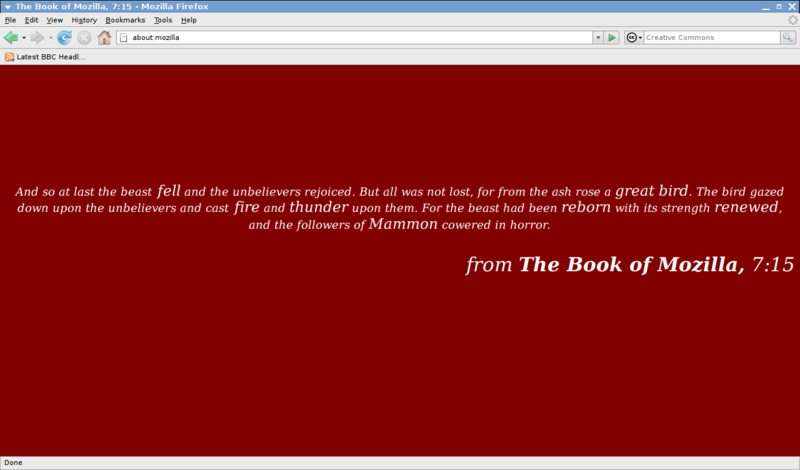 The Book of Mozilla, 7:15 - Mozilla Firefox
File Edit View History Bookmarks Tools Help
about:mozilla
Creative Commons
Latest BBC Headl...
And so at last the beast fell and the unbelievers rejoiced. But all was not lost, for from the ash rose a great bird. The bird gazed
down upon the unbelievers and cast fire and thunder upon them. For the beast had been reborn with its strength renewed,
and the followers of Mammon cowered in horror.
from The Book of Mozilla, 7:15
Done